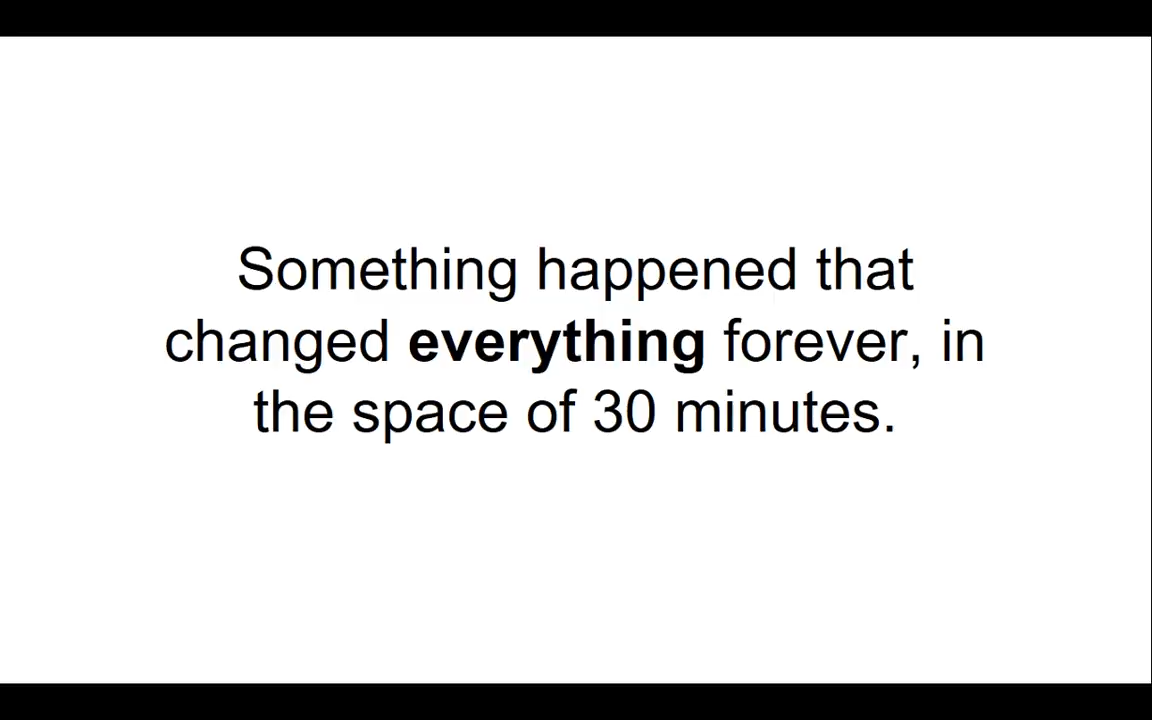 Something happened that
changed everything forever, in
the space of 30 minutes.